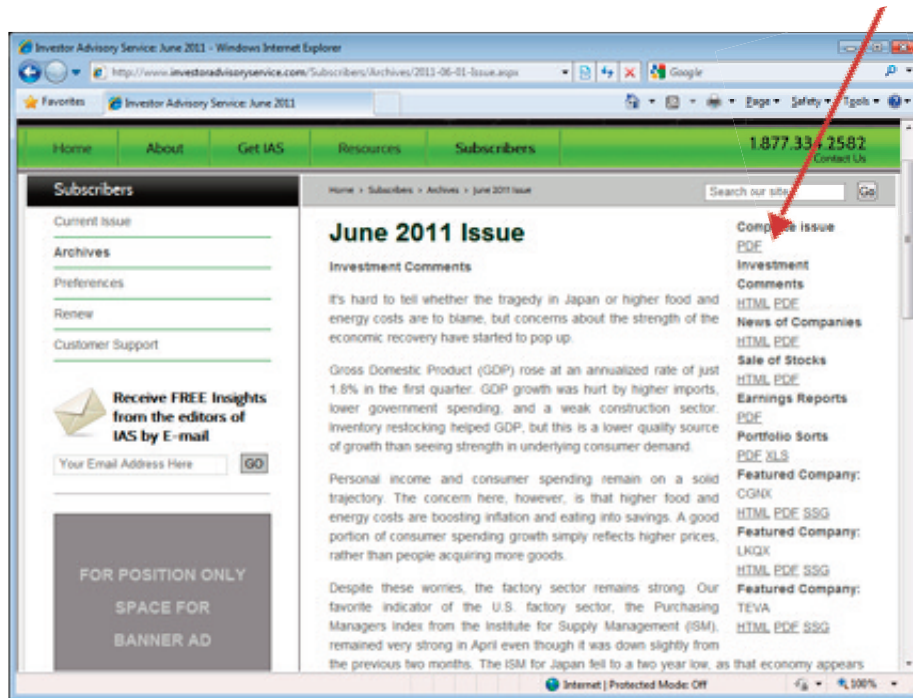 Investor Advisory Service: June 2011 - Windows Internet Explorer
http://www.investoradvisoryservice.com/Subscribers/Archives/2011-06-01-Issue.aspx
Google
Favorites
Investor Advisory Service: June 2011
Page
Safety
Tools
Home
About
Get IAS
Resources
Subscribers
1.877.334.2582
Contact Us
Subscribers
Current Issue
Archives
Preferences
Renew
Customer Support
Receive FREE Insights
from the editors of
IAS by E-mail
Your Email Address Here
GO
FOR POSITION ONLY
SPACE FOR
BANNER AD
Home > Subscribers > Archives > June 2011 Issue
Search our site
Go
June 2011 Issue
Investment Comments
It's hard to tell whether the tragedy in Japan or higher food and
energy costs are to blame, but concerns about the strength of the
economic recovery have started to pop up.
Gross Domestic Product (GDP) rose at an annualized rate of just
1.8% in the first quarter. GDP growth was hurt by higher imports,
lower government spending, and a weak construction sector.
Inventory restocking helped GDP, but this is a lower quality source
of growth than seeing strength in underlying consumer demand.
Personal income and consumer spending remain on a solid
trajectory. The concern here, however, is that higher food and
energy costs are boosting inflation and eating into savings. A good
portion of consumer spending growth simply reflects higher prices,
rather than people acquiring more goods.
Despite these worries, the factory sector remains strong. Our
favorite indicator of the U.S. factory sector, the Purchasing
Managers Index from the Institute for Supply Management (ISM),
remained very strong in April even though it was down slightly from
the previous two months. The ISM for Japan fell to a two year low, as that economy appears
Complete issue
PDF
Investment
Comments
HTML PDF
News of Companies
HTML PDF
Sale of Stocks
HTML PDF
Earnings Reports
PDF
Portfolio Sorts
PDF XLS
Featured Company:
CGNX
HTML PDF SSG
Featured Company:
LKQX
HTML PDF SSG
Featured Company:
TEVA
HTML PDF SSG
Internet | Protected Mode: Off
100%